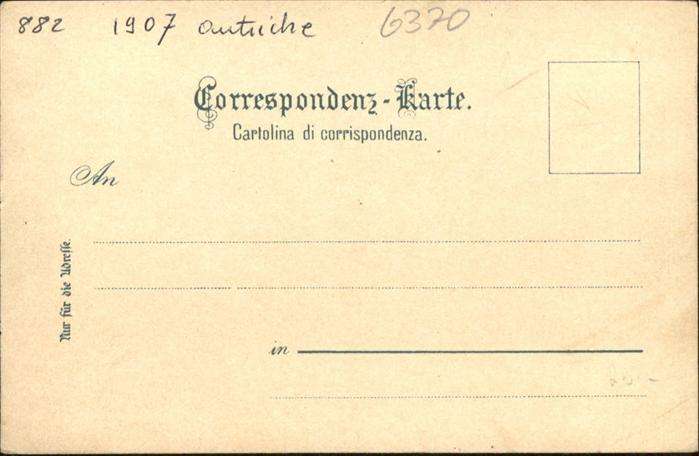 882 1907 autriche 6370
Correspondenz-Karte.
Cartolina di corrispondenza.
An
Nur für die Adresse.
in